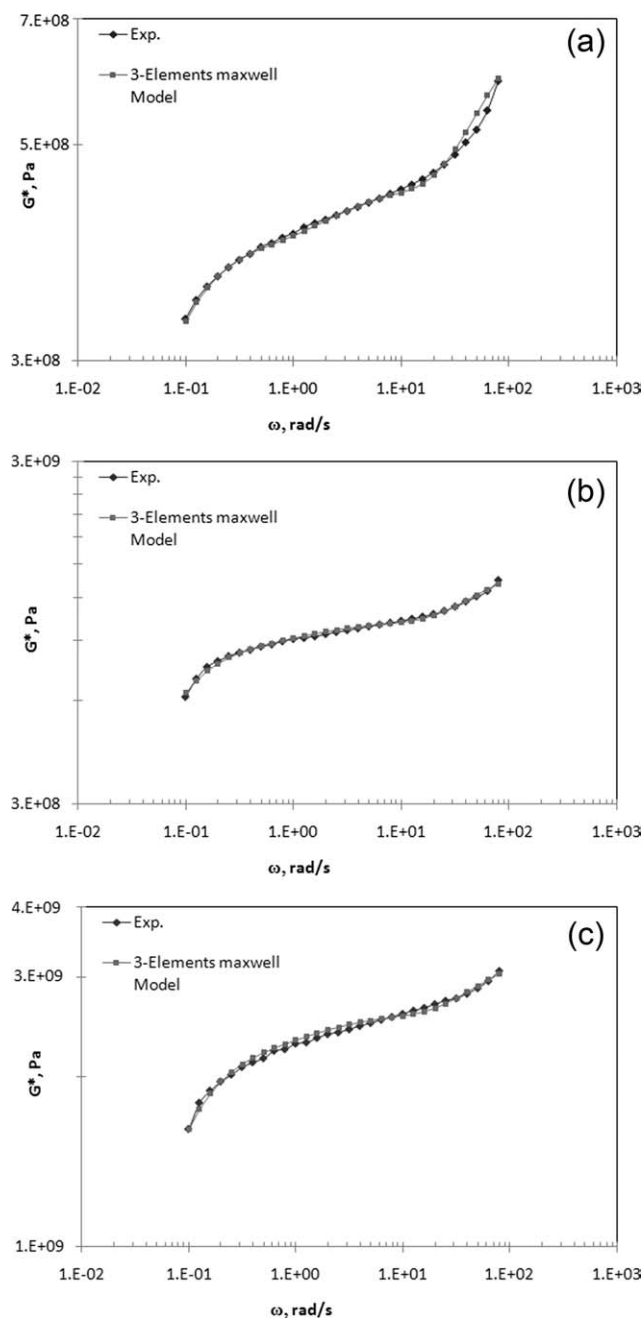 7.E+08
(a)
Exp.
3-Elements maxwell
Model
5.E+08
G*, Pa
3.E+08
1.E-02 1.E-01 1.E+00 1.E+01 1.E+02 1.E+03
ω, rad/s
3.E+09
(b)
Exp.
3-Elements maxwell
Model
G*, Pa
3.E+08
1.E-02 1.E-01 1.E+00 1.E+01 1.E+02 1.E+03
ω, rad/s
4.E+09
(c)
Exp.
3.E+09
3-Elements maxwell
Model
G*, Pa
1.E+09
1.E-02 1.E-01 1.E+00 1.E+01 1.E+02 1.E+03
ω, rad/s